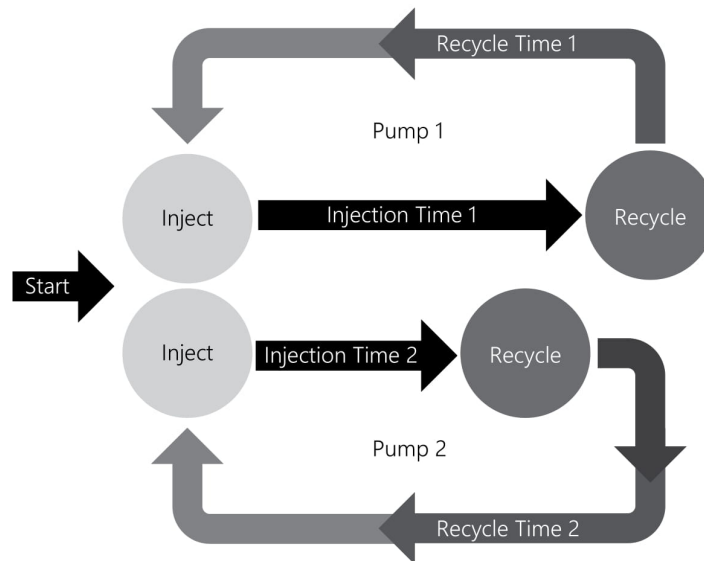 Recycle Time 1
Pump 1
Inject
Injection Time 1
Recycle
Start
Inject
Injection Time 2
Recycle
Pump 2
Recycle Time 2